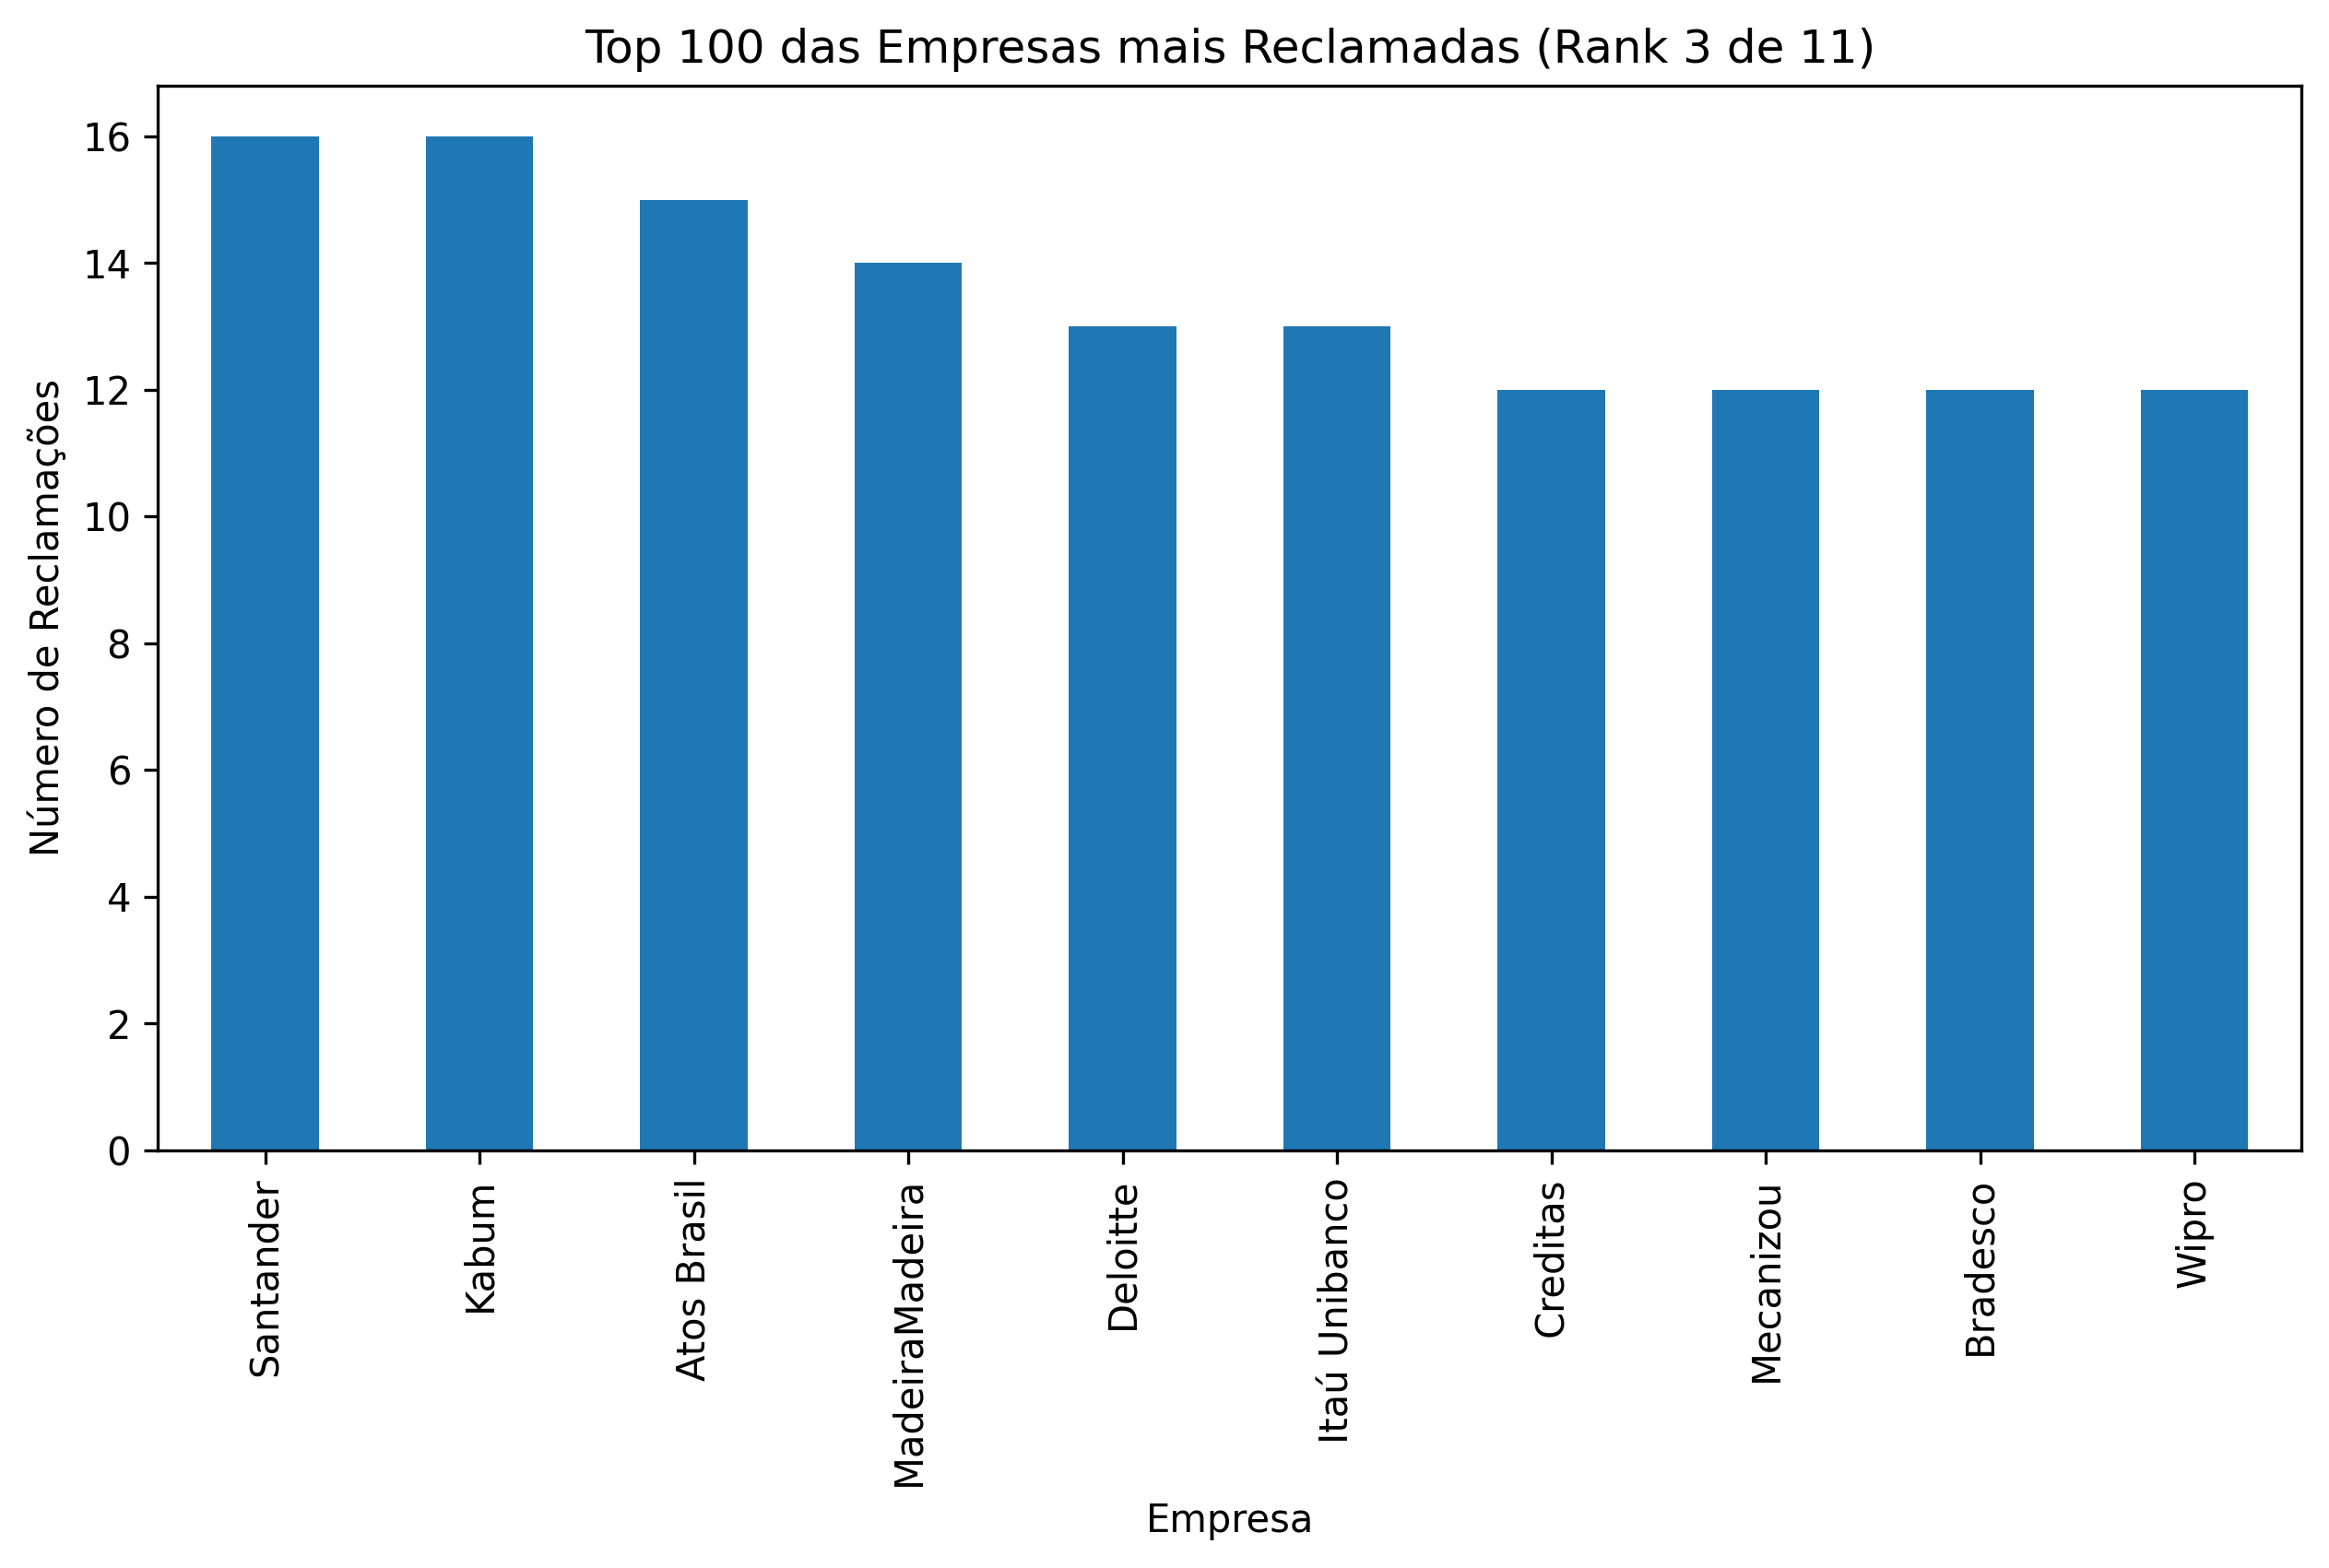 Top 100 das Empresas mais Reclamadas (Rank 3 de 11)
Número de Reclamações
16
14
12
10
8
6
4
2
0
Santander
Kabum
Atos Brasil
MadeiraMadeira
Deloitte
Itaú Unibanco
Creditas
Mecanizou
Bradesco
Wipro
Empresa